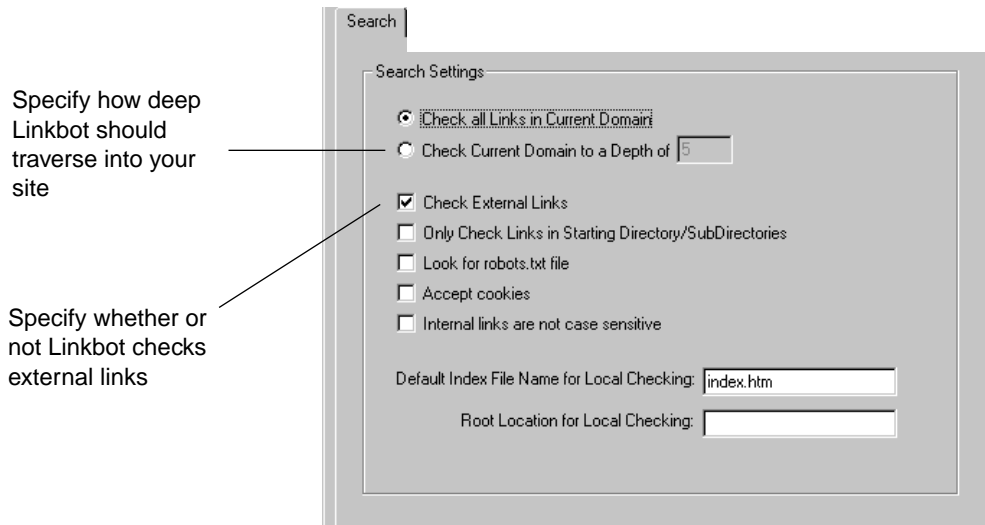 Search
Search Settings
Specify how deep
Linkbot should
traverse into your
site
Check all Links in Current Domain
Check Current Domain to a Depth of 5
Check External Links
Only Check Links in Starting Directory/SubDirectories
Look for robots.txt file
Accept cookies
Internal links are not case sensitive
Specify whether or
not Linkbot checks
external links
Default Index File Name for Local Checking: index.htm
Root Location for Local Checking: